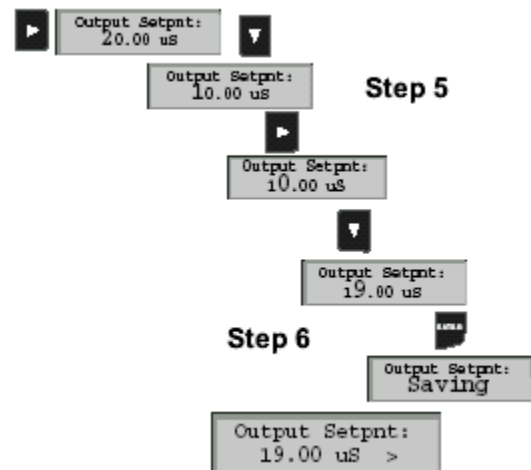 Output Setpnt:
20.00 uS
Output Setpnt:
10.00 uS
Step 5
Output Setpnt:
10.00 uS
Output Setpnt:
19.00 uS
Step 6
Output Setpnt:
Saving
Output Setpnt:
19.00 uS >